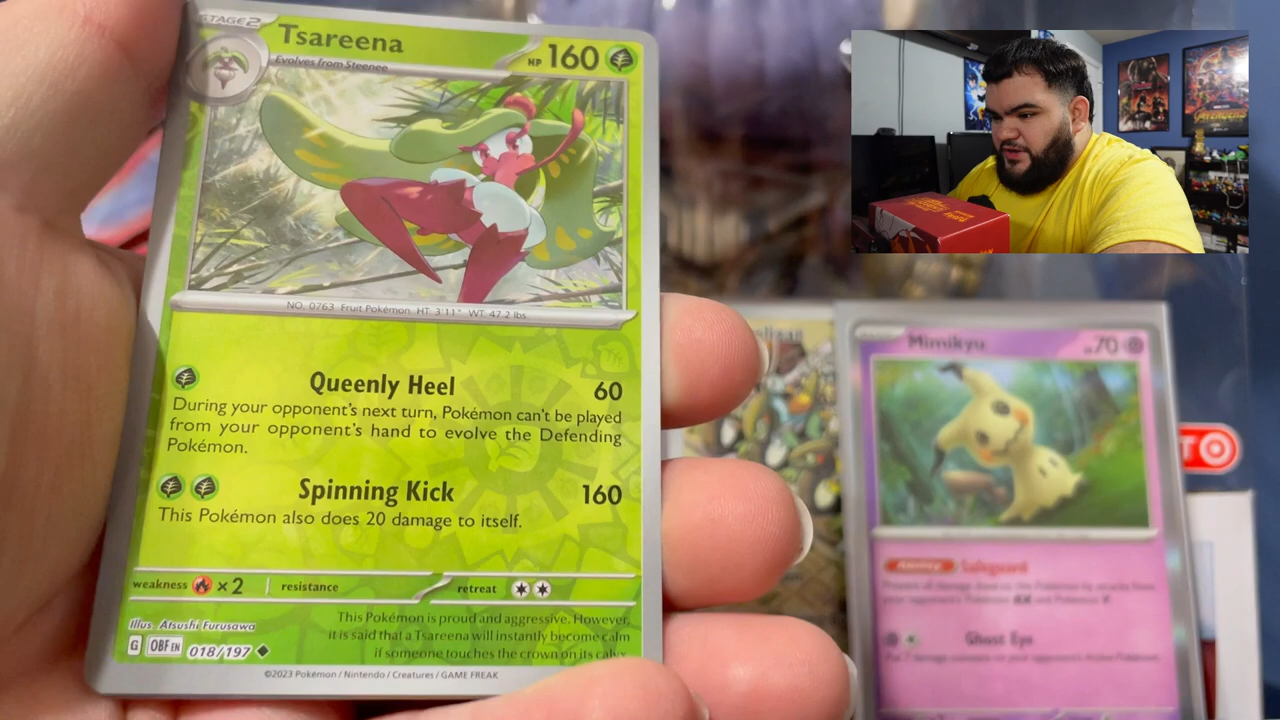 STAGE2
Tsareena
Evolves from Steenee
HP 160
NO. 0763 Fruit Pokémon HT: 3'11" WT: 47.2 lbs
Queenly Heel 60
During your opponent's next turn, Pokémon can't be played
from your opponent's hand to evolve the Defending
Pokémon.
Spinning Kick 160
This Pokémon also does 20 damage to itself.
weakness ×2 resistance retreat
Illus. Atsushi Furusawa
G OBF EN 018/197
This Pokémon is proud and aggressive. However,
it is said that a Tsareena will instantly become calm
if someone touches the crown on its calyx.
©2023 Pokémon / Nintendo / Creatures / GAME FREAK
Mimikyu
70
Ability Safeguard
Ghost Eye
AVENGERS